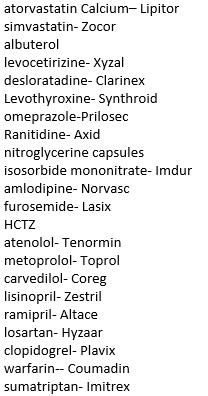 atorvastatin Calcium– Lipitor
simvastatin- Zocor
albuterol
levocetirizine- Xyzal
desloratadine- Clarinex
Levothyroxine- Synthroid
omeprazole-Prilosec
Ranitidine- Axid
nitroglycerine capsules
isosorbide mononitrate- Imdur
amlodipine- Norvasc
furosemide- Lasix
HCTZ
atenolol- Tenormin
metoprolol- Toprol
carvedilol- Coreg
lisinopril- Zestril
ramipril- Altace
losartan- Hyzaar
clopidogrel- Plavix
warfarin-- Coumadin
sumatriptan- Imitrex